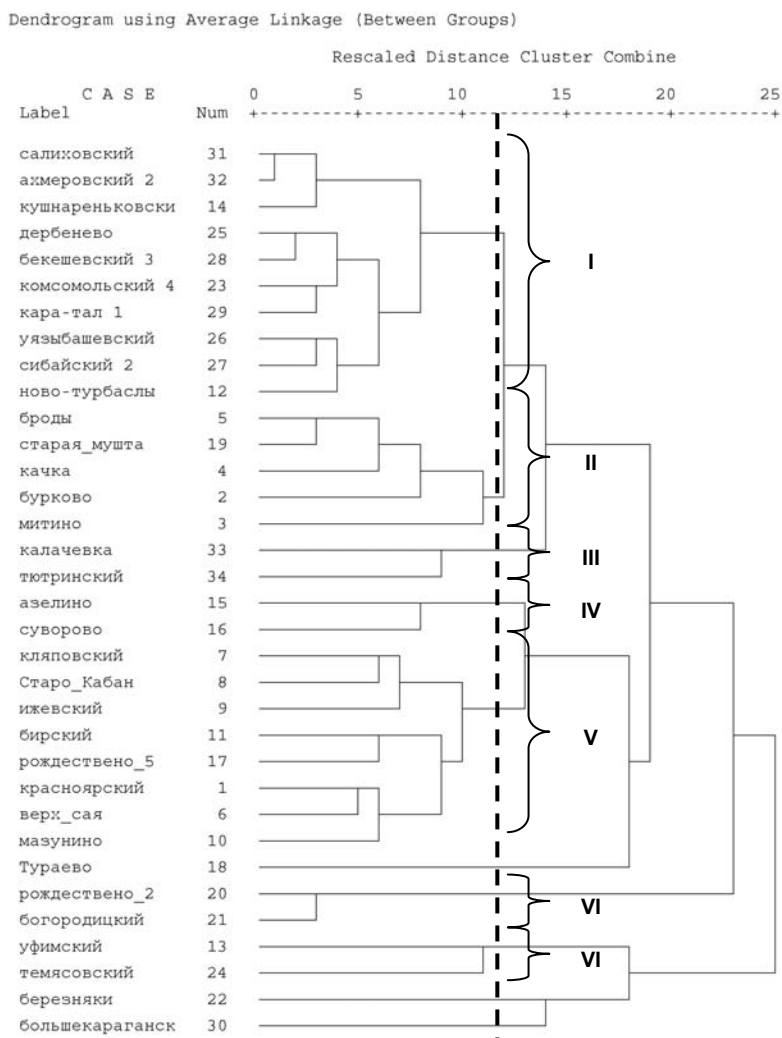 Dendrogram using Average Linkage (Between Groups)
Rescaled Distance Cluster Combine
C A S E 0 5 10 15 20 25
Label Num
салиховский 31
ахмеровский 2 32
кушнареньковски 14
дербенево 25
бекешевский 3 28
I
комсомольский 4 23
кара-тал 1 29
уязыбашевский 26
сибайский 2 27
ново-турбаслы 12
броды 5
старая_мушта 19
II
качка 4
бурково 2
митино 3
калачевка 33
III
тютринский 34
азелино 15
IV
суворово 16
кляповский 7
Старо_Кабан 8
ижевский 9
бирский 11
V
рождествено_5 17
красноярский 1
верх_сая 6
мазунино 10
Тураево 18
рождествено_2 20
VI
богородицкий 21
уфимский 13
VI
темясовский 24
березняки 22
большекараганск 30